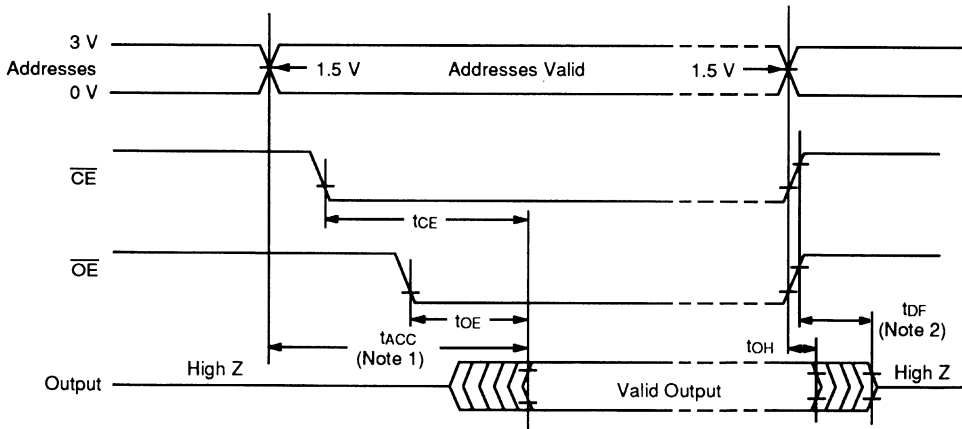 3 V
Addresses
0 V
1.5 V
Addresses Valid
1.5 V
CE
tCE
OE
tOE
tACC
(Note 1)
tDF
(Note 2)
tOH
Output
High Z
Valid Output
High Z